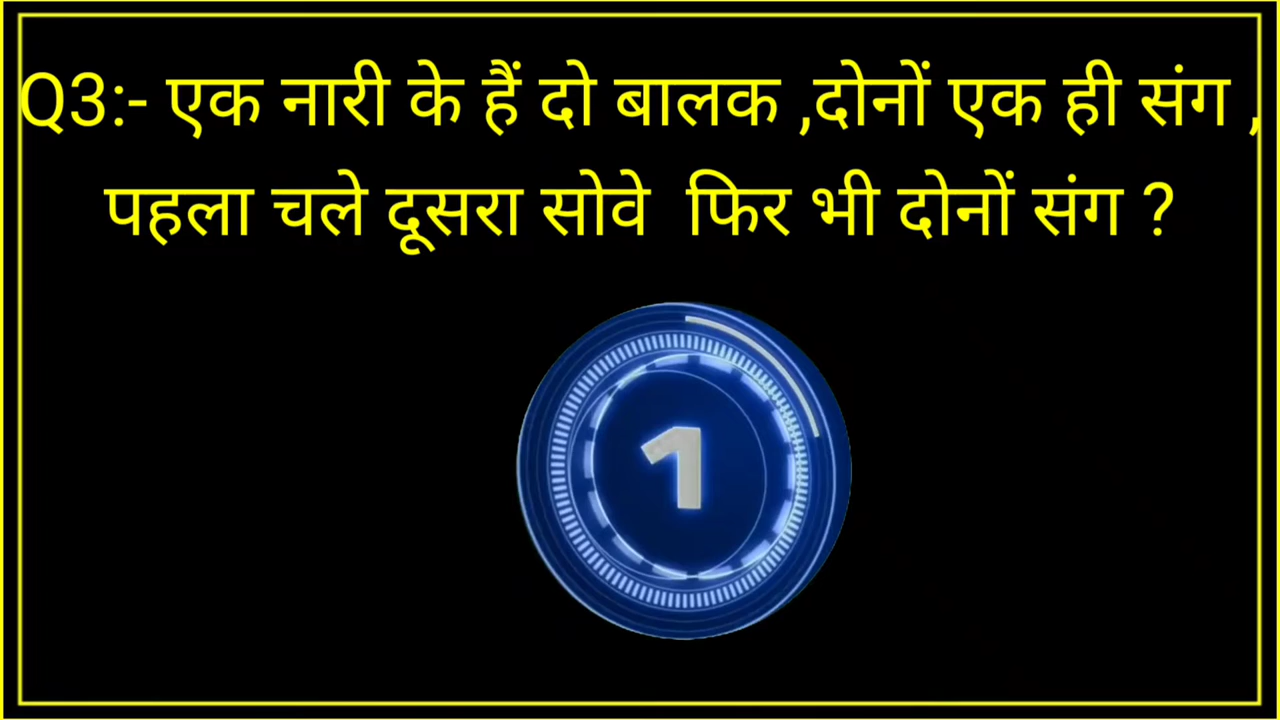 Q3:- एक नारी के हैं दो बालक ,दोनों एक ही संग ,
पहला चले दूसरा सोवे  फिर भी दोनों संग ?
1